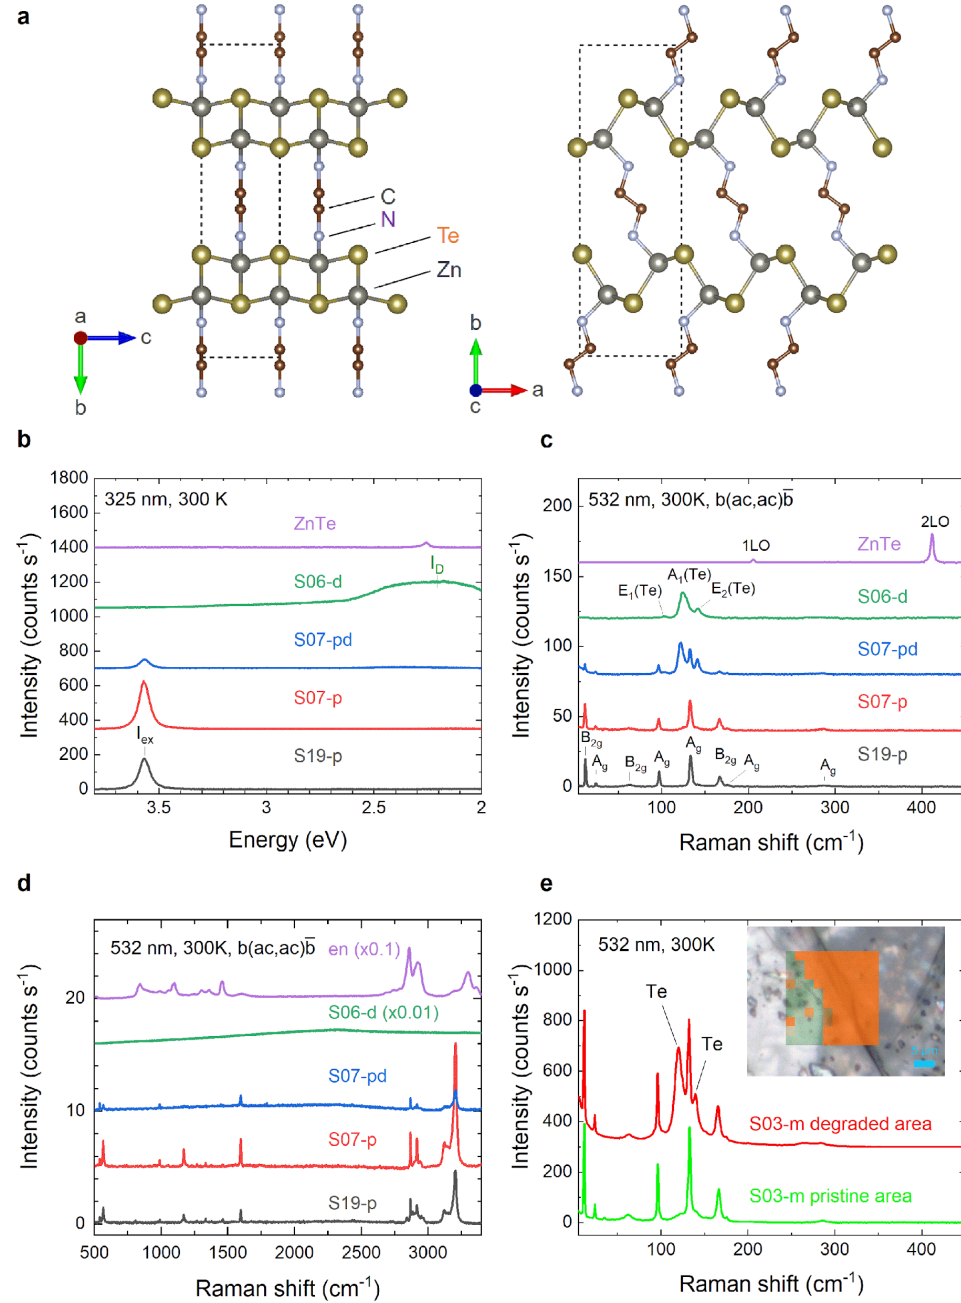 a
C
N
Te
Zn
a
c
b
b
a
c
b
325 nm, 300 K
ZnTe
I_D
S06-d
S07-pd
S07-p
I_ex
S19-p
1800
1600
1400
1200
1000
800
600
400
200
0
3.5
3
2.5
2
Intensity (counts s⁻¹)
Energy (eV)
c
532 nm, 300K, b(ac,ac)b̅
2LO
1LO
ZnTe
A₁(Te)
E₁(Te)
E₂(Te)
S06-d
S07-pd
S07-p
B₂g
A_g
B₂g
A_g
A_g
B₂g
A_g
A_g
S19-p
200
150
100
50
0
100
200
300
400
Intensity (counts s⁻¹)
Raman shift (cm⁻¹)
d
532 nm, 300K, b(ac,ac)b̅
en (x0.1)
S06-d (x0.01)
S07-pd
S07-p
S19-p
20
10
0
500
1000
1500
2000
2500
3000
Intensity (counts s⁻¹)
Raman shift (cm⁻¹)
e
532 nm, 300K
Te
Te
S03-m degraded area
S03-m pristine area
1200
1000
800
600
400
200
0
100
200
300
400
Intensity (counts s⁻¹)
Raman shift (cm⁻¹)